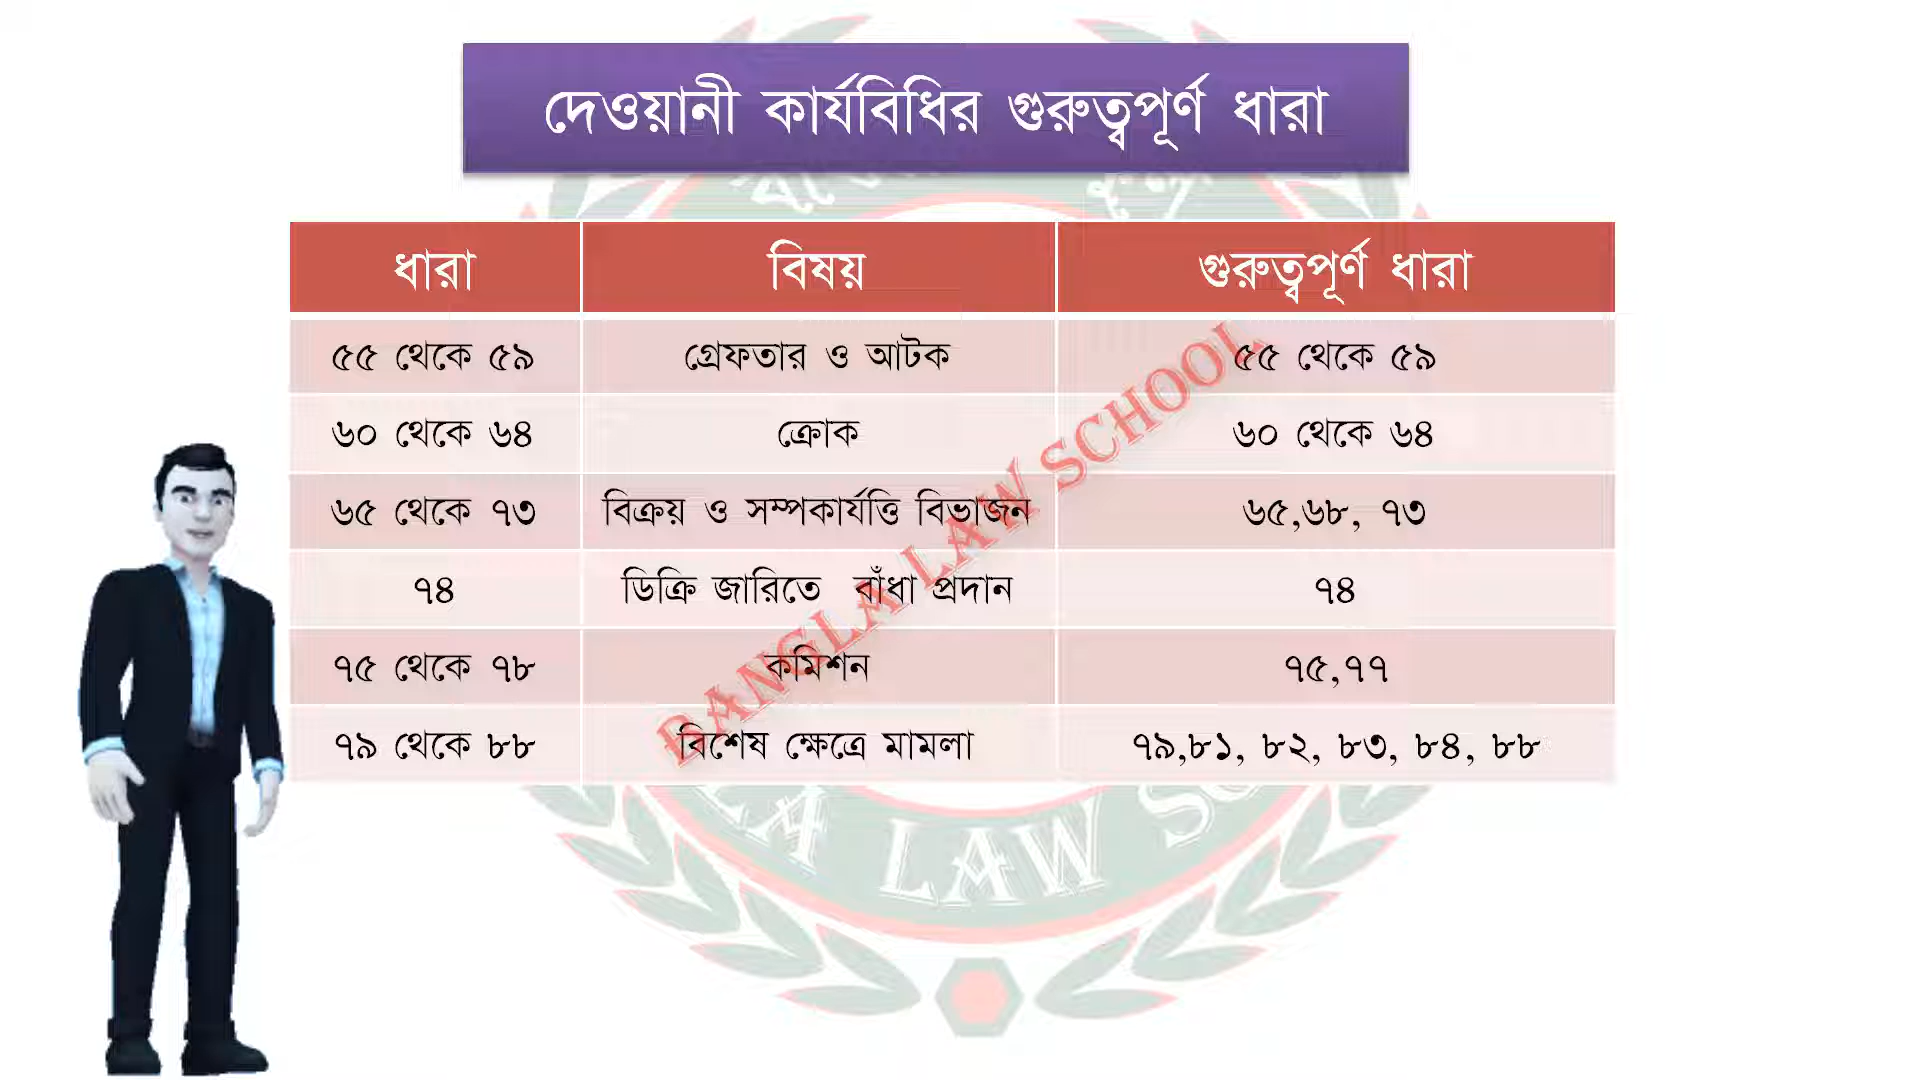 দেওয়ানী কার্যবিধির গুরুত্বপূর্ণ ধারা
ধারা বিষয় গুরুত্বপূর্ণ ধারা
৫৫ থেকে ৫৯ গ্রেফতার ও আটক ৫৫ থেকে ৫৯
৬০ থেকে ৬৪ ক্রোক ৬০ থেকে ৬৪
৬৫ থেকে ৭৩ বিক্রয় ও সম্পকার্যত্তি বিভাজন ৬৫,৬৮, ৭৩
৭৪ ডিক্রি জারিতে বাঁধা প্রদান ৭৪
৭৫ থেকে ৭৮ কমিশন ৭৫,৭৭
৭৯ থেকে ৮৮ বিশেষ ক্ষেত্রে মামলা ৭৯,৮১, ৮২, ৮৩, ৮৪, ৮৮
BANGLA LAW SCHOOL
LAW